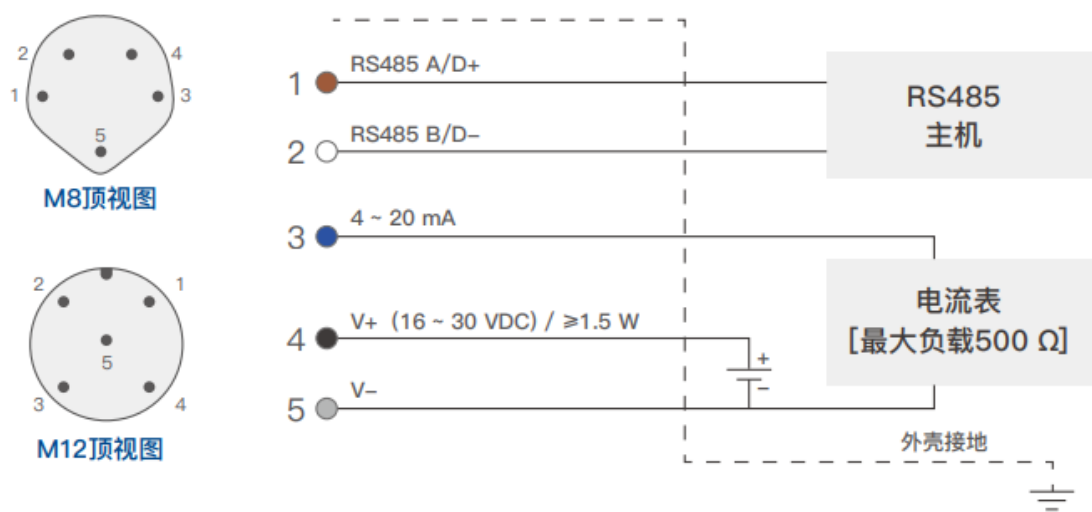 2
4
1
3
5
M8顶视图
2
1
5
3
4
M12顶视图
1 RS485 A/D+
2 RS485 B/D−
3 4 ~ 20 mA
4 V+（16 ~ 30 VDC）/ ≥1.5 W
5 V−
+
−
RS485
主机
电流表
[最大负载500 Ω]
外壳接地